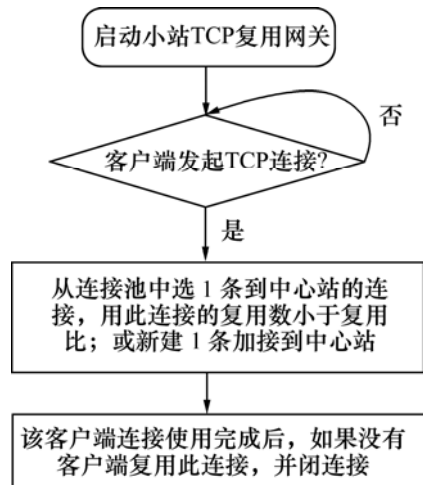 启动小站TCP复用网关
否
客户端发起TCP连接?
是
从连接池中选 1 条到中心站的连
接，用此连接的复用数小于复用
比；或新建 1 条加接到中心站
该客户端连接使用完成后，如果没有
客户端复用此连接，并闭连接